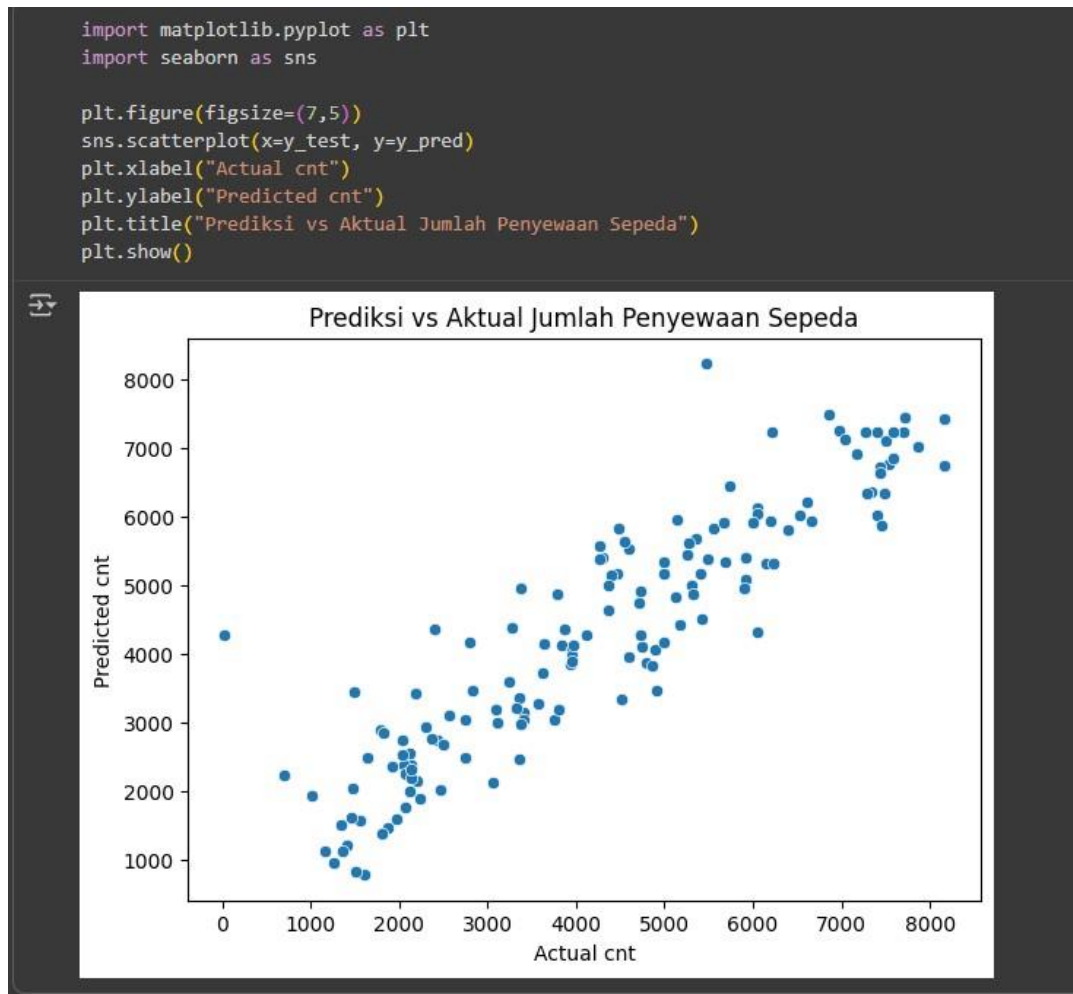 import matplotlib.pyplot as plt
import seaborn as sns
plt.figure(figsize=(7,5))
sns.scatterplot(x=y_test, y=y_pred)
plt.xlabel("Actual cnt")
plt.ylabel("Predicted cnt")
plt.title("Prediksi vs Aktual Jumlah Penyewaan Sepeda")
plt.show()
Prediksi vs Aktual Jumlah Penyewaan Sepeda
8000
7000
6000
5000
4000
3000
2000
1000
Predicted cnt
0 1000 2000 3000 4000 5000 6000 7000 8000
Actual cnt